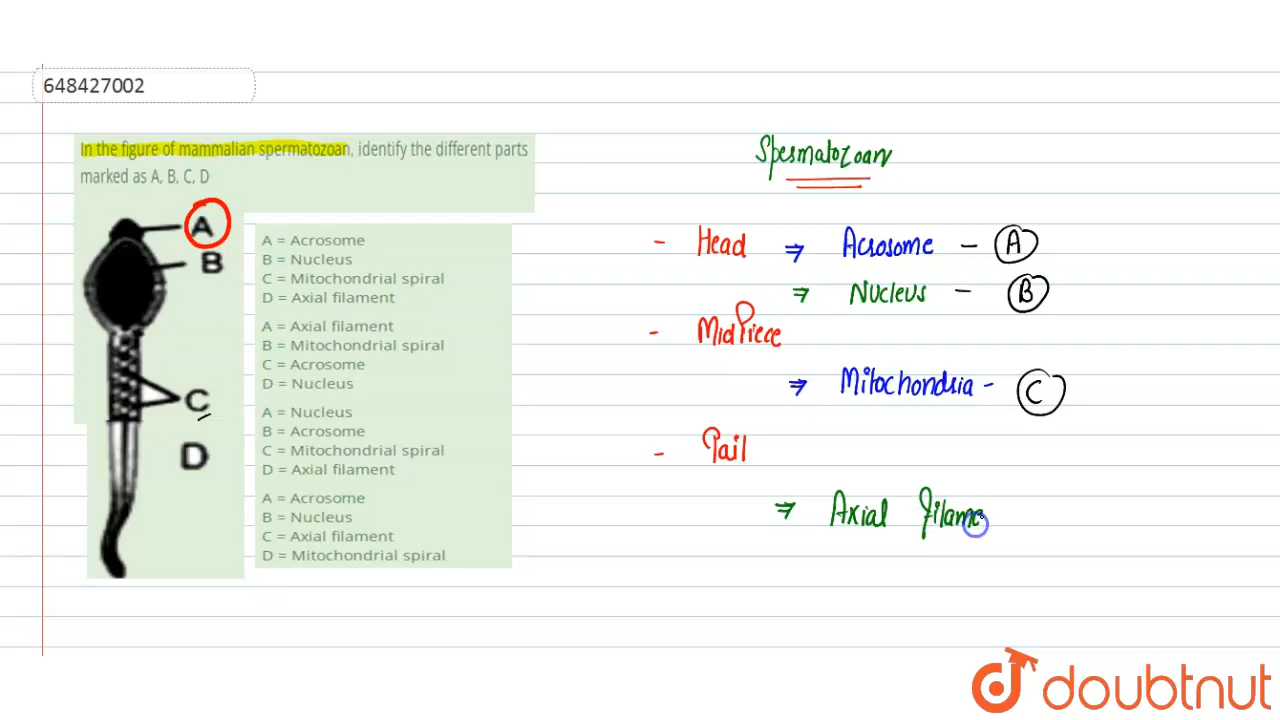 648427002
In the figure of mammalian spermatozoan, identify the different parts
marked as A, B, C, D
A
B
C
D
A = Acrosome
B = Nucleus
C = Mitochondrial spiral
D = Axial filament
A = Axial filament
B = Mitochondrial spiral
C = Acrosome
D = Nucleus
A = Nucleus
B = Acrosome
C = Mitochondrial spiral
D = Axial filament
A = Acrosome
B = Nucleus
C = Axial filament
D = Mitochondrial spiral
Spermatozoan
- Head ⇒ Acrosome - A
⇒ Nucleus - B
- MidPiece
⇒ Mitochondria - C
- Tail
⇒ Axial Filame
doubtnut